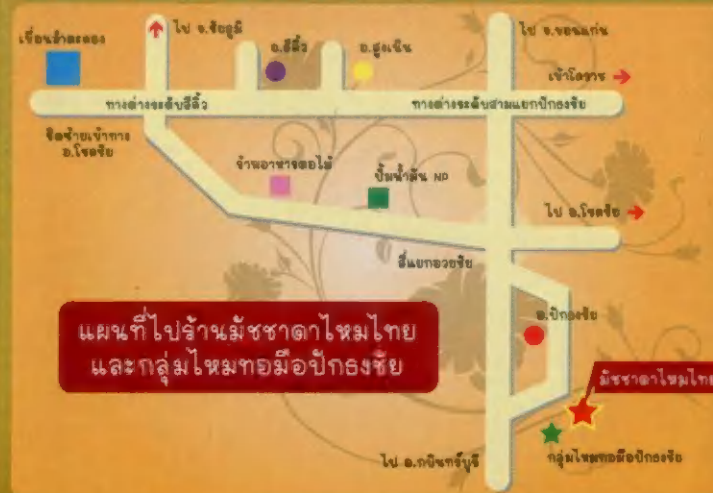 เขื่อนลำตะคอง
ไป จ.ชัยภูมิ
อ.สีคิ้ว
อ.สูงเนิน
ไป จ.ขอนแก่น
เข้าโคราช
ทางต่างระดับสีคิ้ว
ทางต่างระดับสามแยกปักธงชัย
ชิดซ้ายเข้าทาง
อ.โชคชัย
ร้านอาหารตอไม้
ปั๊มน้ำมัน NP
ไป อ.โชคชัย
สี่แยกอวยชัย
แผนที่ไปร้านมัชชาดาไหมไทย
และกลุ่มไหมทอมือปักธงชัย
อ.ปักธงชัย
มัชชาดาไหมไทย
ไป อ.กบินทร์บุรี
กลุ่มไหมทอมือปักธงชัย